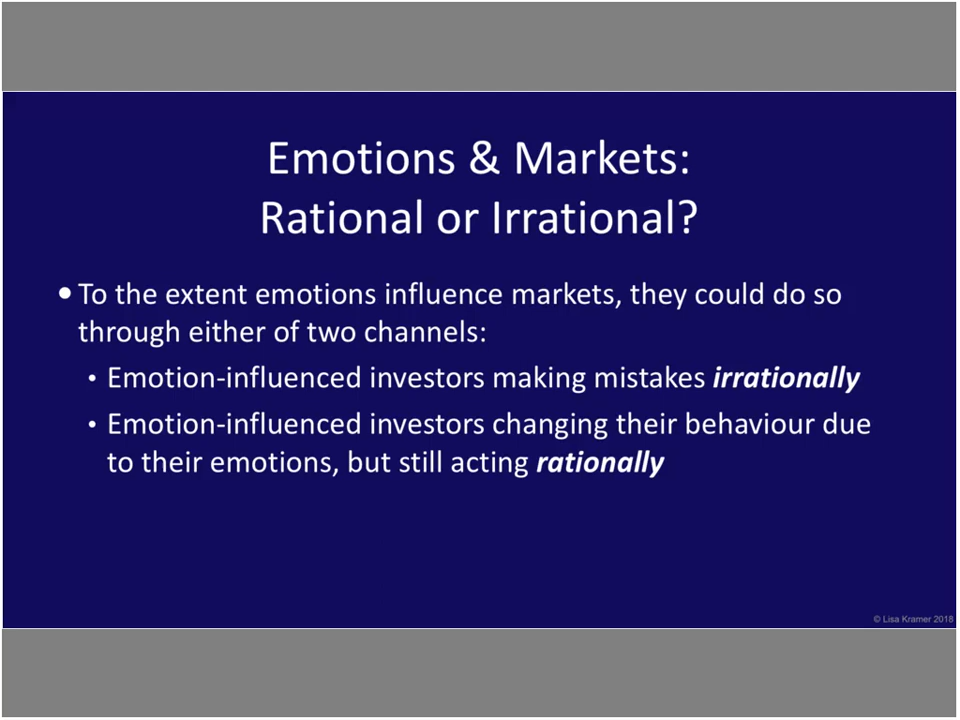 Emotions & Markets:
Rational or Irrational?
• To the extent emotions influence markets, they could do so
through either of two channels:
• Emotion-influenced investors making mistakes irrationally
• Emotion-influenced investors changing their behaviour due
to their emotions, but still acting rationally
© Lisa Kramer 2018